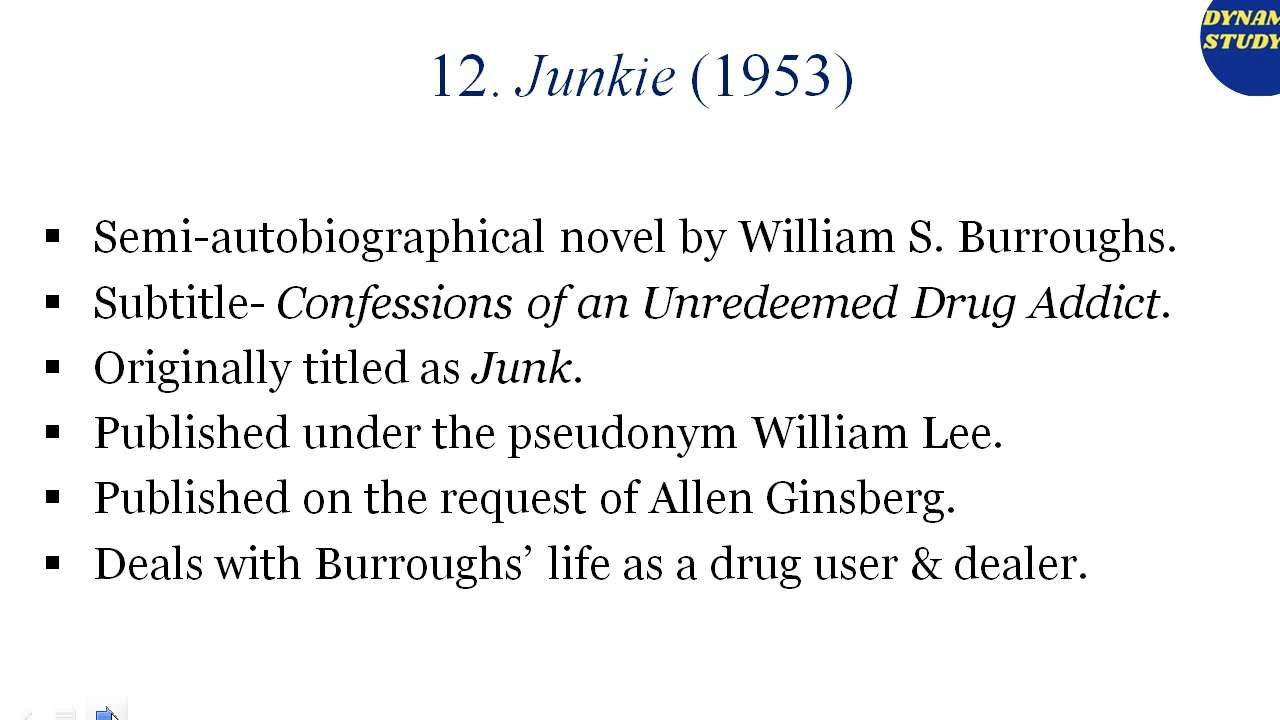 DYNAM
STUDY
12. Junkie (1953)
▪ Semi-autobiographical novel by William S. Burroughs.
▪ Subtitle- Confessions of an Unredeemed Drug Addict.
▪ Originally titled as Junk.
▪ Published under the pseudonym William Lee.
▪ Published on the request of Allen Ginsberg.
▪ Deals with Burroughs’ life as a drug user & dealer.